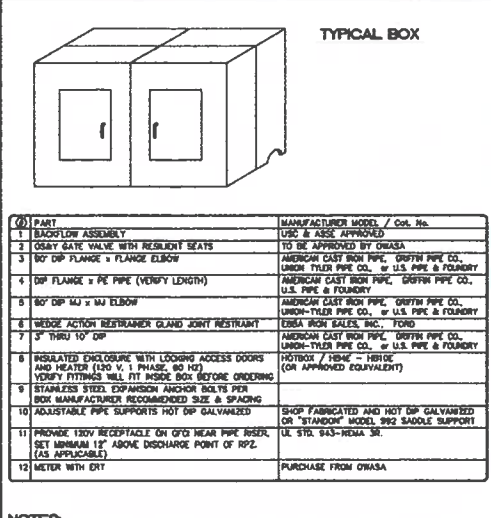 TYPICAL BOX
PART MANUFACTURER MODEL / Cat. No.
1 BACKFLOW ASSEMBLY USC & ASSE APPROVED
2 OS&Y GATE VALVE WITH RESILIENT SEATS TO BE APPROVED BY OWASA
3 90° DIP FLANGE x FLANGE ELBOW AMERICAN CAST IRON PIPE, GRIFFIN PIPE CO.,
UNION TYLER PIPE CO., or U.S. PIPE & FOUNDRY
4 DIP FLANGE x PE PIPE (VERIFY LENGTH) AMERICAN CAST IRON PIPE, GRIFFIN PIPE CO.,
U.S. PIPE & FOUNDRY
5 90° DIP MJ x MJ ELBOW AMERICAN CAST IRON PIPE, GRIFFIN PIPE CO.,
UNION-TYLER PIPE CO., or U.S. PIPE & FOUNDRY
6 WEDGE ACTION RESTRAINER GLAND JOINT RESTRAINT EBBA IRON SALES, INC., FORD
7 3" THRU 10" DIP AMERICAN CAST IRON PIPE, GRIFFIN PIPE CO.,
UNION-TYLER PIPE CO., or U.S. PIPE & FOUNDRY
8 INSULATED ENCLOSURE WITH LOCKING ACCESS DOORS HOTBOX / HB4E - HB10E
AND HEATER (120 V, 1 PHASE, 60 HZ) (OR APPROVED EQUIVALENT)
VERIFY FITTINGS WILL FIT INSIDE BOX BEFORE ORDERING
9 STAINLESS STEEL EXPANSION ANCHOR BOLTS PER
BOX MANUFACTURER RECOMMENDED SIZE & SPACING
10 ADJUSTABLE PIPE SUPPORTS HOT DIP GALVANIZED SHOP FABRICATED AND HOT DIP GALVANIZED
OR "STANDON" MODEL S92 SADDLE SUPPORT
11 PROVIDE 120V RECEPTACLE ON GFCI NEAR PIPE RISER, UL STD. 943-NEMA 3R.
SET MINIMUM 12" ABOVE DISCHARGE POINT OF RPZ.
(AS APPLICABLE)
12 METER WITH ERT PURCHASE FROM OWASA
NOTES: